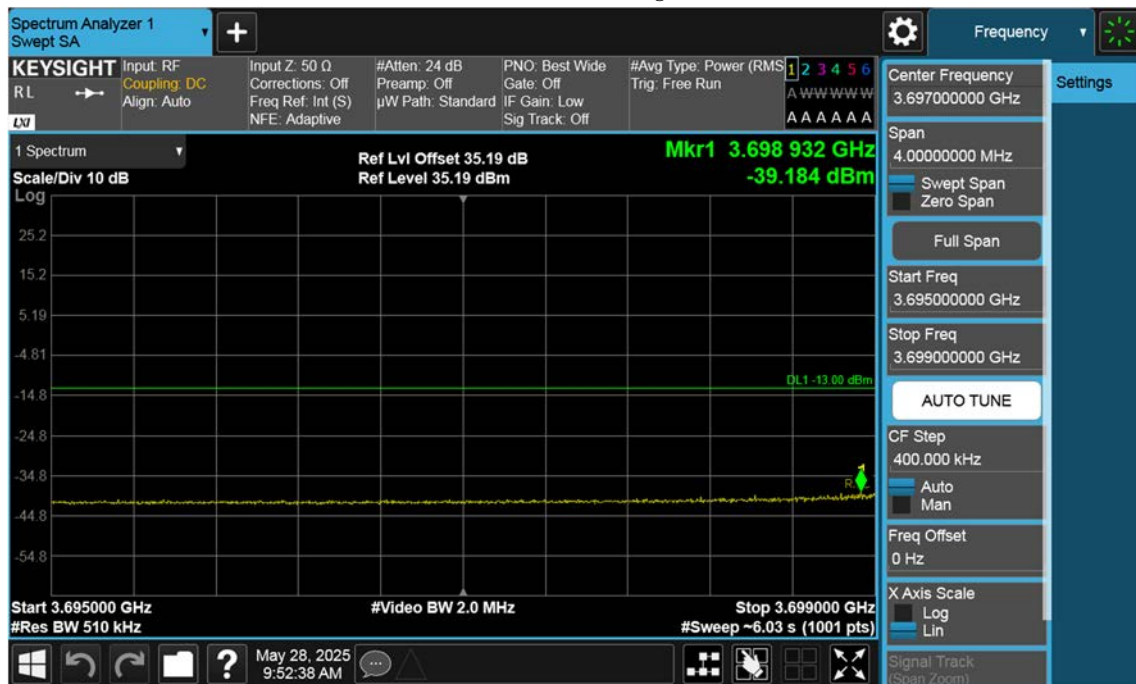 Spectrum Analyzer 1
Swept SA
Frequency
KEYSIGHT
RL
LXI
Input: RF
Coupling: DC
Align: Auto
Input Z: 50 Ω
Corrections: Off
Freq Ref: Int (S)
NFE: Adaptive
#Atten: 24 dB
Preamp: Off
µW Path: Standard
PNO: Best Wide
Gate: Off
IF Gain: Low
Sig Track: Off
#Avg Type: Power (RMS
Trig: Free Run
1 2 3 4 5 6
A W W W W W
A A A A A A
Center Frequency
3.697000000 GHz
Settings
Span
4.00000000 MHz
Swept Span
Zero Span
Full Span
Start Freq
3.695000000 GHz
Stop Freq
3.699000000 GHz
AUTO TUNE
CF Step
400.000 kHz
Auto
Man
Freq Offset
0 Hz
X Axis Scale
Log
Lin
Signal Track
(Span Zoom)
1 Spectrum
Scale/Div 10 dB
Log
Ref Lvl Offset 35.19 dB
Ref Level 35.19 dBm
Mkr1 3.698 932 GHz
-39.184 dBm
25.2
15.2
5.19
-4.81
DL1 -13.00 dBm
-14.8
-24.8
-34.8
1
-44.8
-54.8
Start 3.695000 GHz
#Video BW 2.0 MHz
Stop 3.699000 GHz
#Res BW 510 kHz
#Sweep ~6.03 s (1001 pts)
?
May 28, 2025
9:52:38 AM